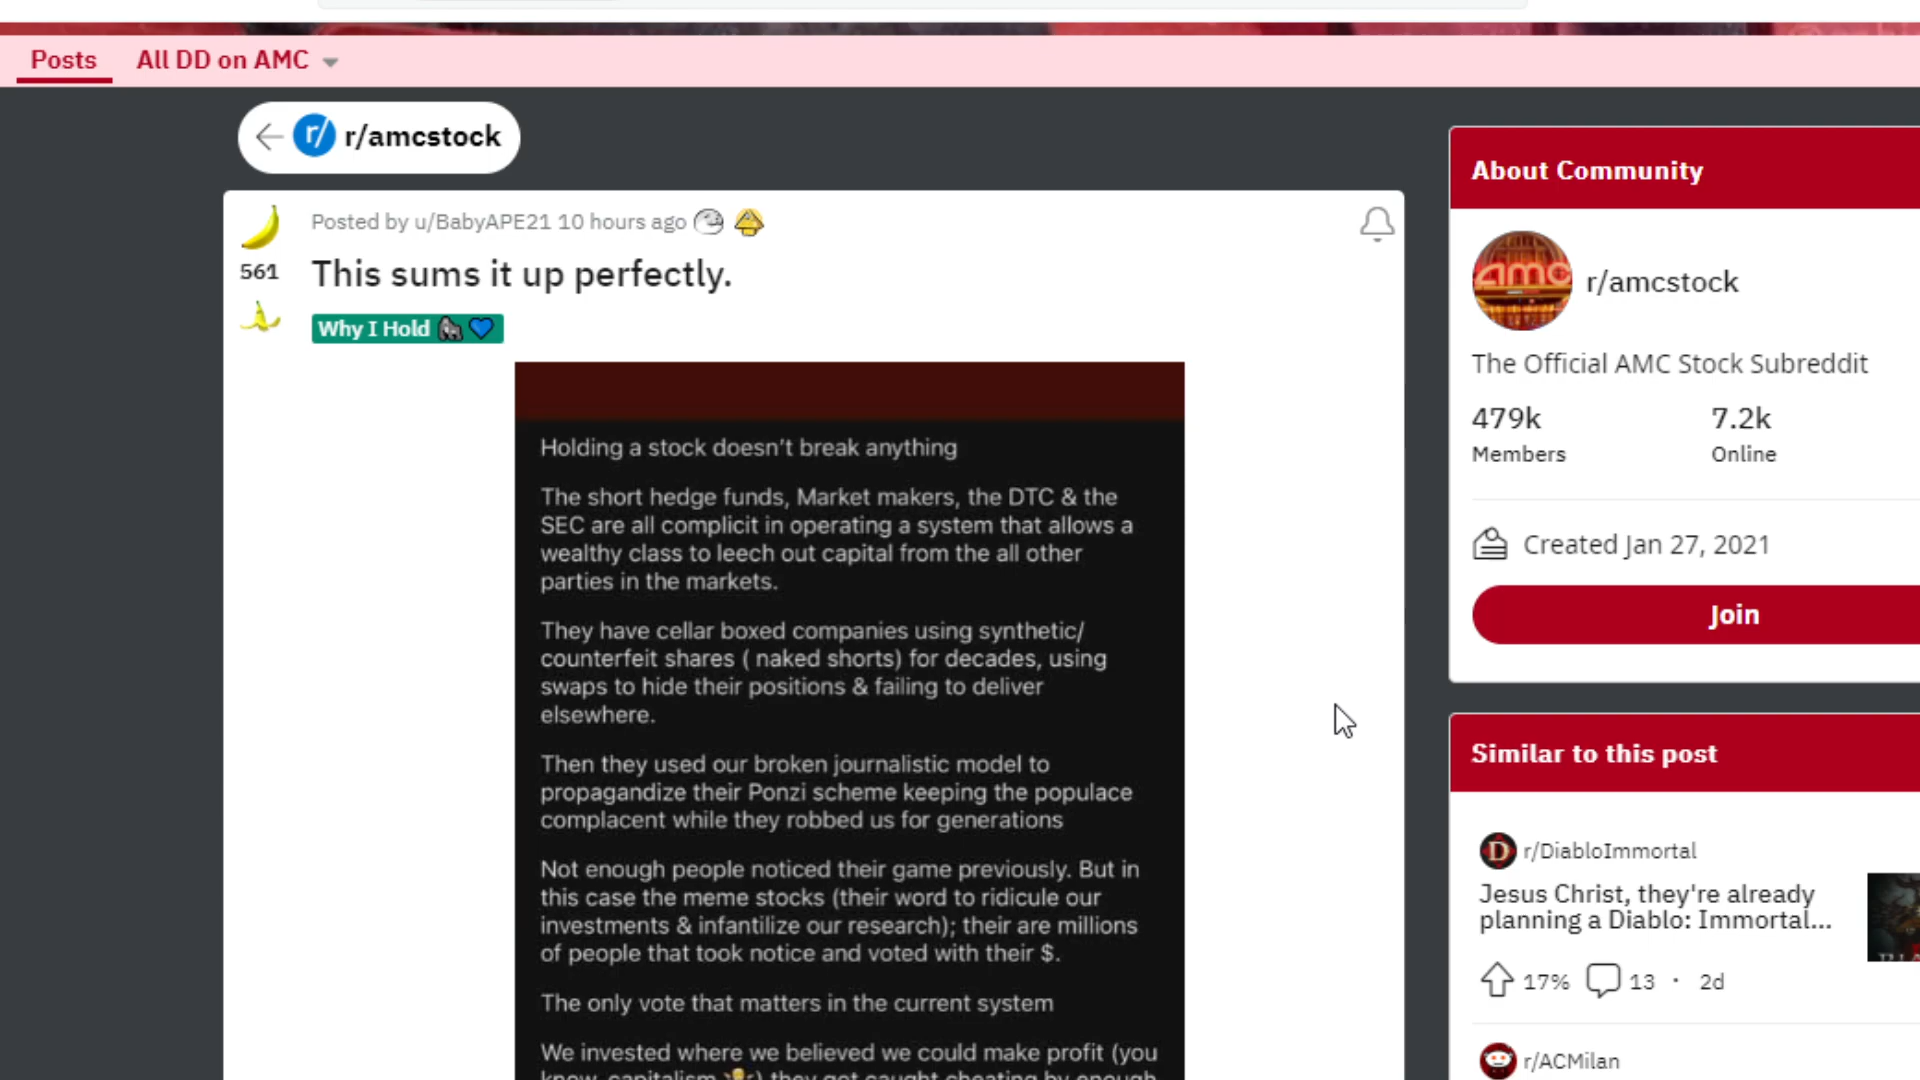 Posts All DD on AMC
r/ r/amcstock
Posted by u/BabyAPE21 10 hours ago
561
This sums it up perfectly.
Why I Hold
Holding a stock doesn't break anything
The short hedge funds, Market makers, the DTC & the
SEC are all complicit in operating a system that allows a
wealthy class to leech out capital from the all other
parties in the markets.
They have cellar boxed companies using synthetic/
counterfeit shares ( naked shorts) for decades, using
swaps to hide their positions & failing to deliver
elsewhere.
Then they used our broken journalistic model to
propagandize their Ponzi scheme keeping the populace
complacent while they robbed us for generations
Not enough people noticed their game previously. But in
this case the meme stocks (their word to ridicule our
investments & infantilize our research); their are millions
of people that took notice and voted with their $.
The only vote that matters in the current system
We invested where we believed we could make profit (you
know, capitalism ) they got caught cheating by enough
About Community
amc
r/amcstock
The Official AMC Stock Subreddit
479k 7.2k
Members Online
Created Jan 27, 2021
Join
Similar to this post
r/DiabloImmortal
Jesus Christ, they're already
planning a Diablo: Immortal...
17% 13 · 2d
r/ACMilan